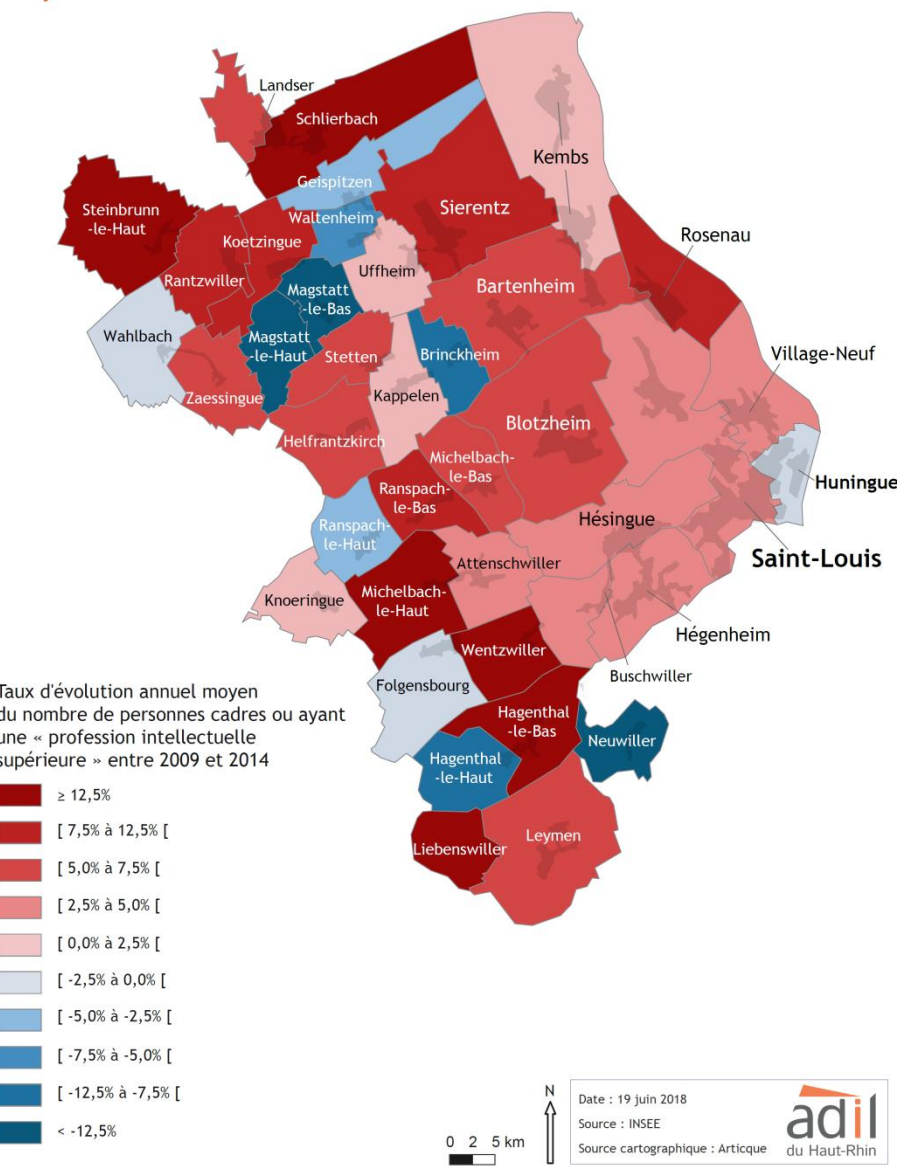 Landser
Schlierbach
Kembs
Geispitzen
Steinbrunn
-le-Haut
Sierentz
Waltenheim
Koetzingue
Rosenau
Uffheim
Rantzwiller
Bartenheim
Magstatt
-le-Bas
Wahlbach
Magstatt
-le-Haut
Stetten
Brinckheim
Village-Neuf
Kappelen
Zaessingue
Blotzheim
Helfrantzkirch
Michelbach-
le-Bas
Huningue
Ranspach-
le-Bas
Hésingue
Ranspach-
le-Haut
Saint-Louis
Attenschwiller
Michelbach-
le-Haut
Knoeringue
Hégenheim
Wentzwiller
Buschwiller
Folgensbourg
Hagenthal
-le-Bas
Neuwiller
Hagenthal
-le-Haut
Leymen
Liebenswiller
Taux d'évolution annuel moyen
du nombre de personnes cadres ou ayant
une « profession intellectuelle
supérieure » entre 2009 et 2014
≥ 12,5%
[ 7,5% à 12,5% [
[ 5,0% à 7,5% [
[ 2,5% à 5,0% [
[ 0,0% à 2,5% [
[ -2,5% à 0,0% [
[ -5,0% à -2,5% [
[ -7,5% à -5,0% [
[ -12,5% à -7,5% [
< -12,5%
N
0 2 5 km
Date : 19 juin 2018
Source : INSEE
Source cartographique : Articque
adil
du Haut-Rhin